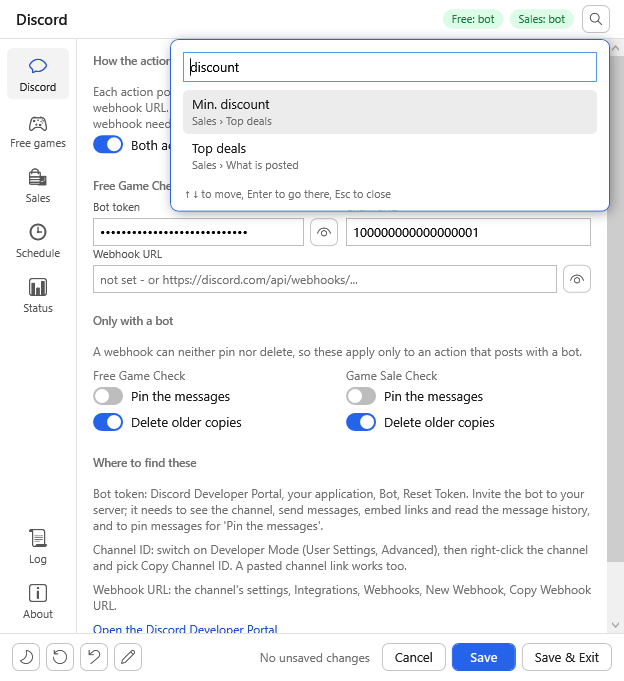 Discord
Free: bot
Sales: bot
Discord
Free games
Sales
Schedule
Status
Log
About
discount
Min. discount
Sales › Top deals
Top deals
Sales › What is posted
↑ ↓ to move, Enter to go there, Esc to close
How the action
Each action po
webhook URL.
webhook need
Both a
Free Game Che
Bot token
••••••••••••••••••••••••••••
100000000000000001
Webhook URL
not set - or https://discord.com/api/webhooks/...
Only with a bot
A webhook can neither pin nor delete, so these apply only to an action that posts with a bot.
Free Game Check
Game Sale Check
Pin the messages
Pin the messages
Delete older copies
Delete older copies
Where to find these
Bot token: Discord Developer Portal, your application, Bot, Reset Token. Invite the bot to your
server; it needs to see the channel, send messages, embed links and read the message history,
and to pin messages for 'Pin the messages'.
Channel ID: switch on Developer Mode (User Settings, Advanced), then right-click the channel
and pick Copy Channel ID. A pasted channel link works too.
Webhook URL: the channel's settings, Integrations, Webhooks, New Webhook, Copy Webhook
URL.
Open the Discord Developer Portal
No unsaved changes
Cancel
Save
Save & Exit